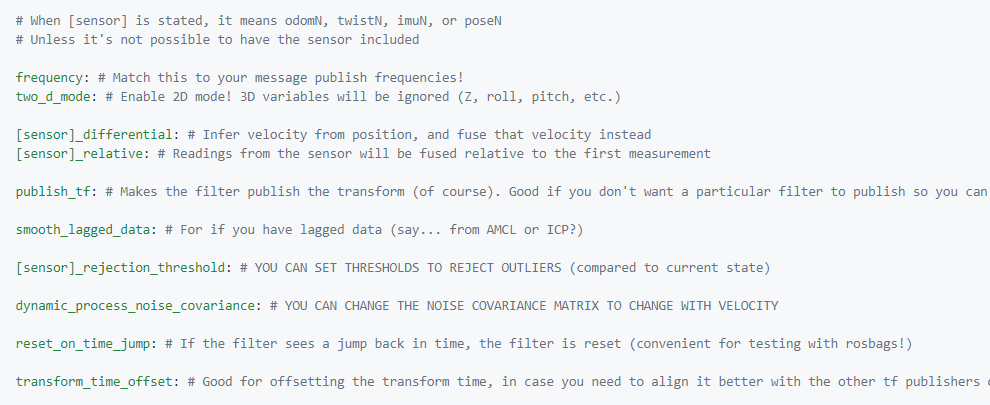 # When [sensor] is stated, it means odomN, twistN, imuN, or poseN
# Unless it's not possible to have the sensor included
frequency: # Match this to your message publish frequencies!
two_d_mode: # Enable 2D mode! 3D variables will be ignored (Z, roll, pitch, etc.)
[sensor]_differential: # Infer velocity from position, and fuse that velocity instead
[sensor]_relative: # Readings from the sensor will be fused relative to the first measurement
publish_tf: # Makes the filter publish the transform (of course). Good if you don't want a particular filter to publish so you can
smooth_lagged_data: # For if you have lagged data (say... from AMCL or ICP?)
[sensor]_rejection_threshold: # YOU CAN SET THRESHOLDS TO REJECT OUTLIERS (compared to current state)
dynamic_process_noise_covariance: # YOU CAN CHANGE THE NOISE COVARIANCE MATRIX TO CHANGE WITH VELOCITY
reset_on_time_jump: # If the filter sees a jump back in time, the filter is reset (convenient for testing with rosbags!)
transform_time_offset: # Good for offsetting the transform time, in case you need to align it better with the other tf publishers